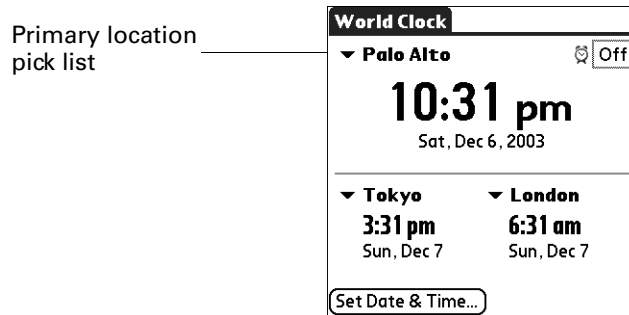 Primary location
pick list
World Clock
Palo Alto
Off
10:31 pm
Sat, Dec 6, 2003
Tokyo
London
3:31 pm
6:31 am
Sun, Dec 7
Sun, Dec 7
Set Date & Time...